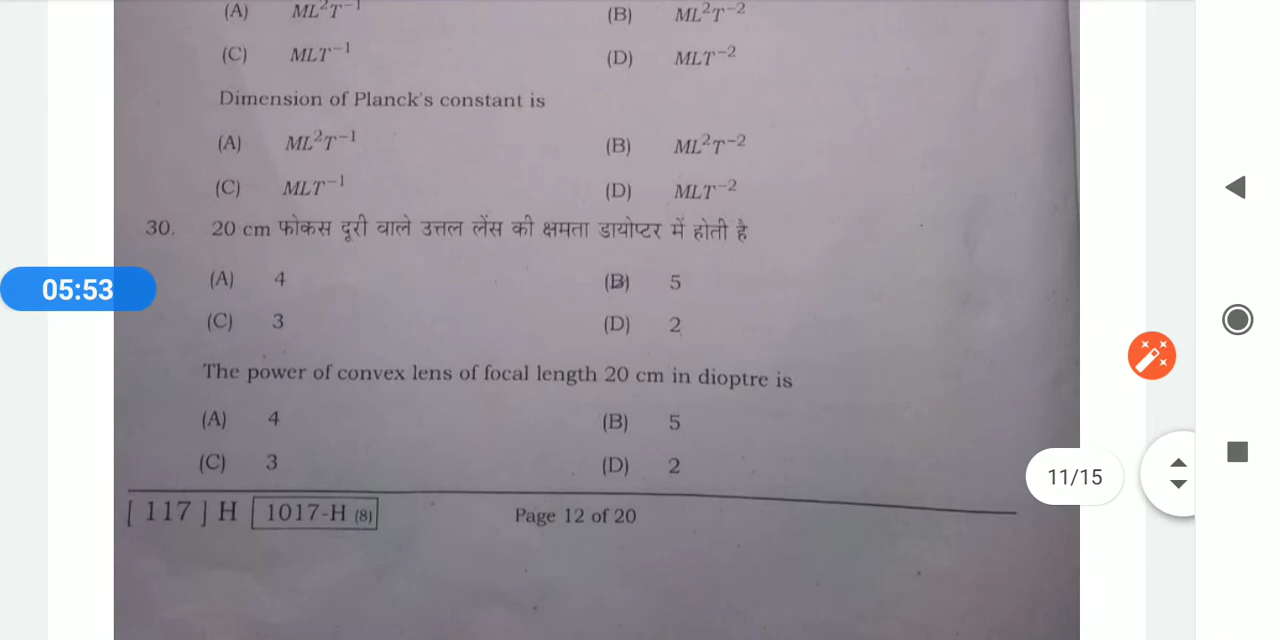 (A) ML²T⁻¹ (B) ML²T⁻²
(C) MLT⁻¹ (D) MLT⁻²
Dimension of Planck's constant is
(A) ML²T⁻¹ (B) ML²T⁻²
(C) MLT⁻¹ (D) MLT⁻²
30. 20 cm फोकस दूरी वाले उत्तल लेंस की क्षमता डायोप्टर में होती है
(A) 4 (B) 5
(C) 3 (D) 2
The power of convex lens of focal length 20 cm in dioptre is
(A) 4 (B) 5
(C) 3 (D) 2
[ 117 ] H 1017-H (8) Page 12 of 20
05:53
11/15